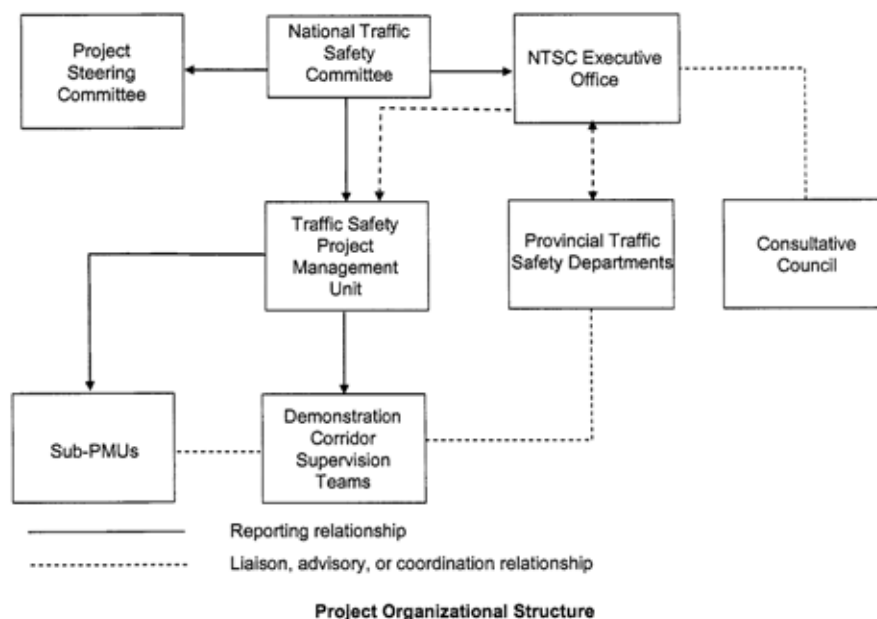 Project
Steering
Committee
National Traffic
Safety
Committee
NTSC Executive
Office
Traffic Safety
Project
Management
Unit
Provincial Traffic
Safety Departments
Consultative
Council
Sub-PMUs
Demonstration
Corridor
Supervision
Teams
Reporting relationship
Liaison, advisory, or coordination relationship
Project Organizational Structure